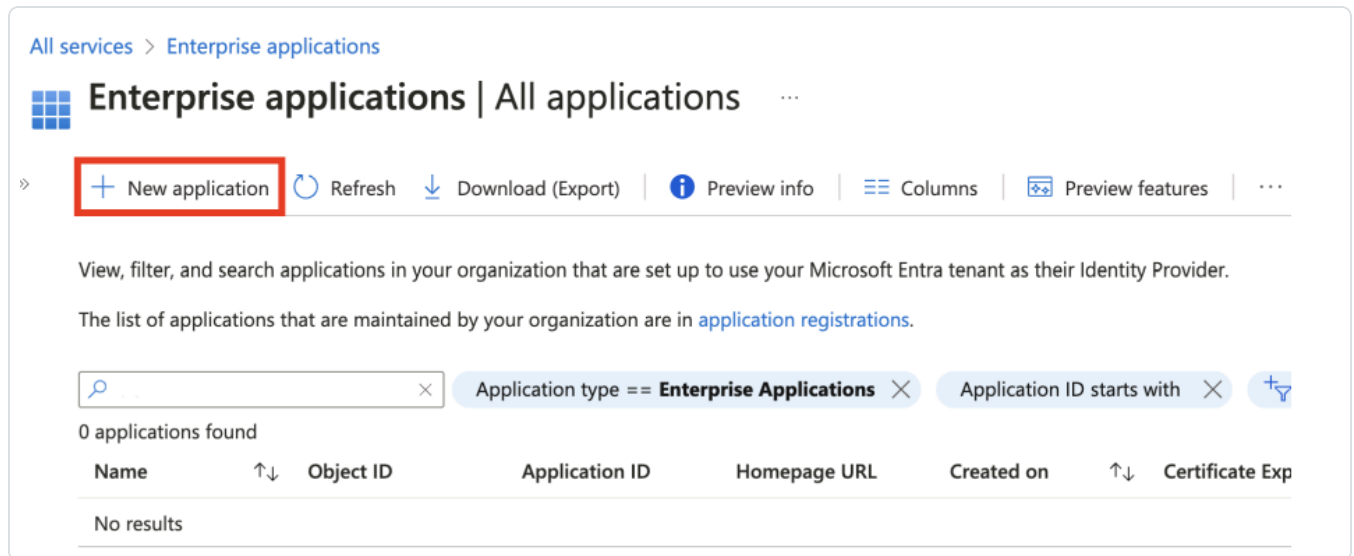 All services > Enterprise applications
Enterprise applications | All applications ...
New application Refresh Download (Export) Preview info Columns Preview features ...
View, filter, and search applications in your organization that are set up to use your Microsoft Entra tenant as their Identity Provider.
The list of applications that are maintained by your organization are in application registrations.
Application type == Enterprise Applications Application ID starts with
0 applications found
Name Object ID Application ID Homepage URL Created on Certificate Exp
No results